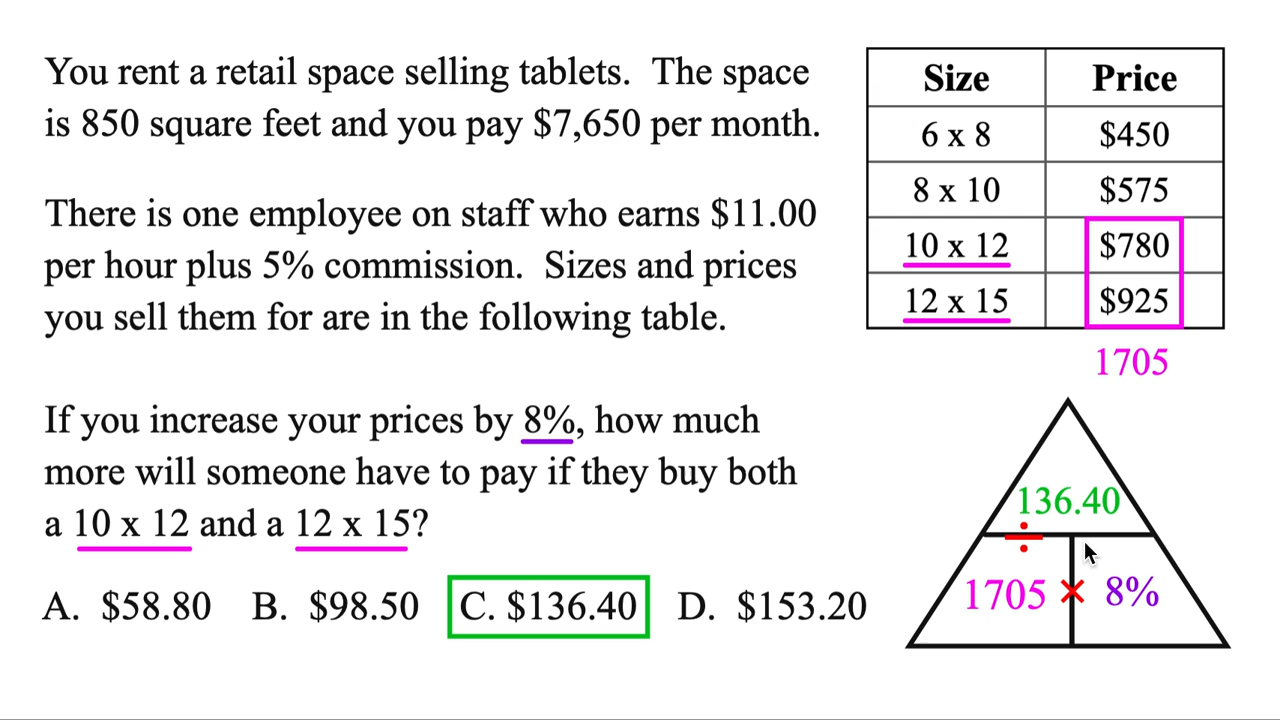 You rent a retail space selling tablets. The space
is 850 square feet and you pay $7,650 per month.
There is one employee on staff who earns $11.00
per hour plus 5% commission. Sizes and prices
you sell them for are in the following table.
If you increase your prices by 8%, how much
more will someone have to pay if they buy both
a 10 x 12 and a 12 x 15?
A. $58.80 B. $98.50 C. $136.40 D. $153.20
Size Price
6 x 8 $450
8 x 10 $575
10 x 12 $780
12 x 15 $925
1705
136.40
÷
1705 × 8%